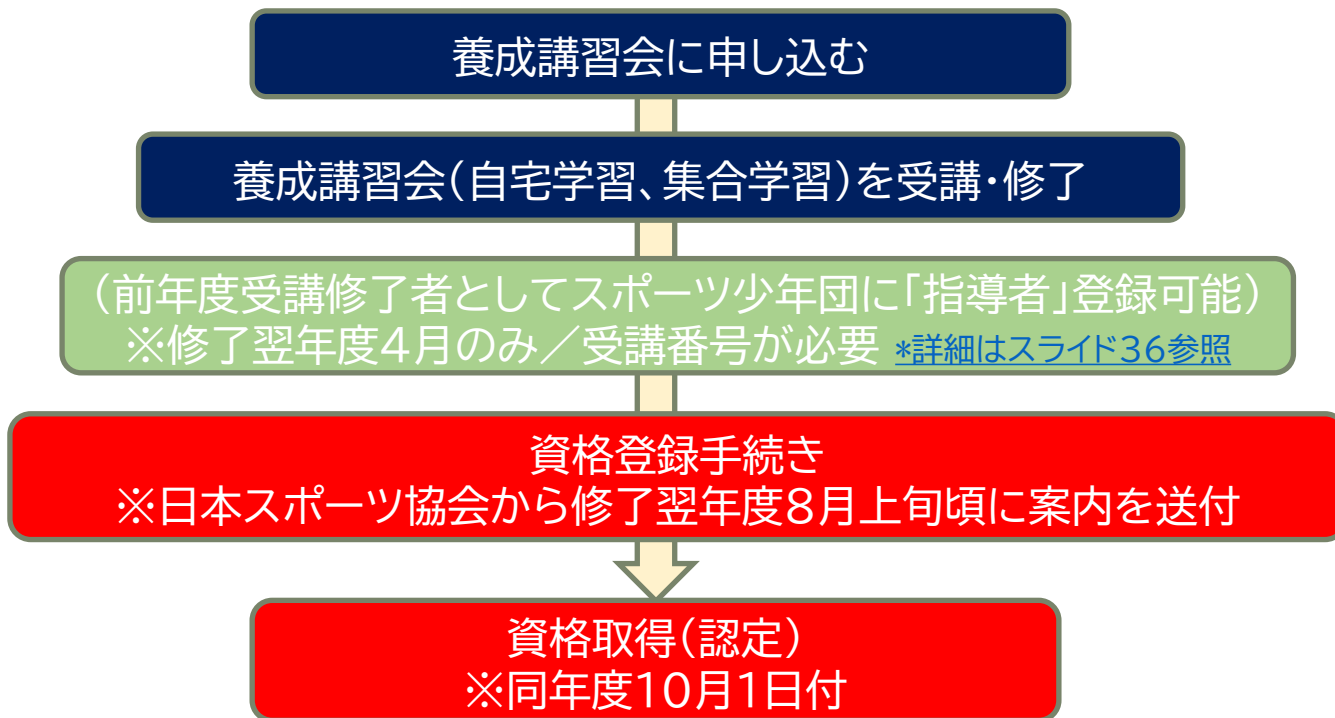 養成講習会に申し込む
養成講習会(自宅学習、集合学習)を受講・修了
(前年度受講修了者としてスポーツ少年団に「指導者」登録可能)
※修了翌年度4月のみ/受講番号が必要 *詳細はスライド36参照
資格登録手続き
※日本スポーツ協会から修了翌年度8月上旬頃に案内を送付
資格取得(認定)
※同年度10月1日付